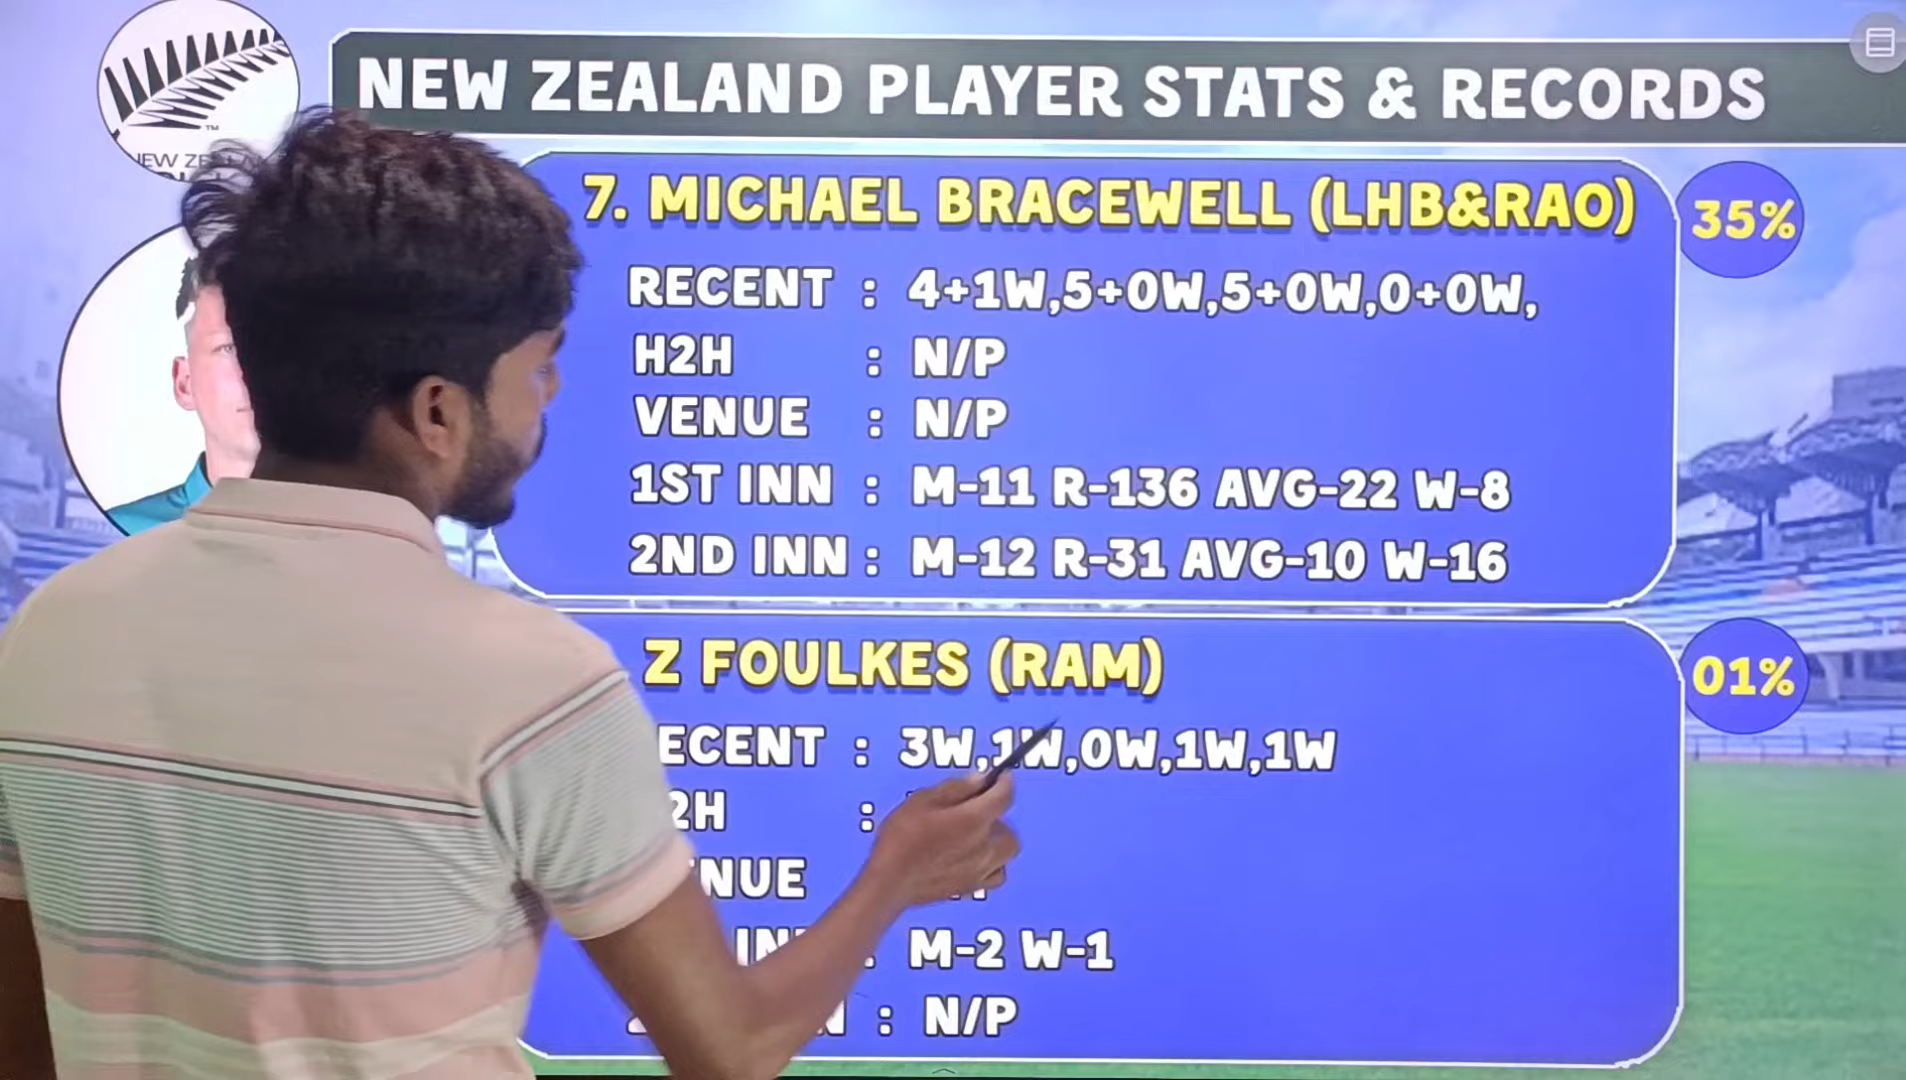 NEW ZEALAND PLAYER STATS & RECORDS
7. MICHAEL BRACEWELL (LHB&RAO)
35%
RECENT : 4+1W,5+0W,5+0W,0+0W,
H2H : N/P
VENUE : N/P
1ST INN : M-11 R-136 AVG-22 W-8
2ND INN : M-12 R-31 AVG-10 W-16
Z FOULKES (RAM)
01%
ECENT : 3W,1W,0W,1W,1W
2H :
NUE
: M-2 W-1
: N/P